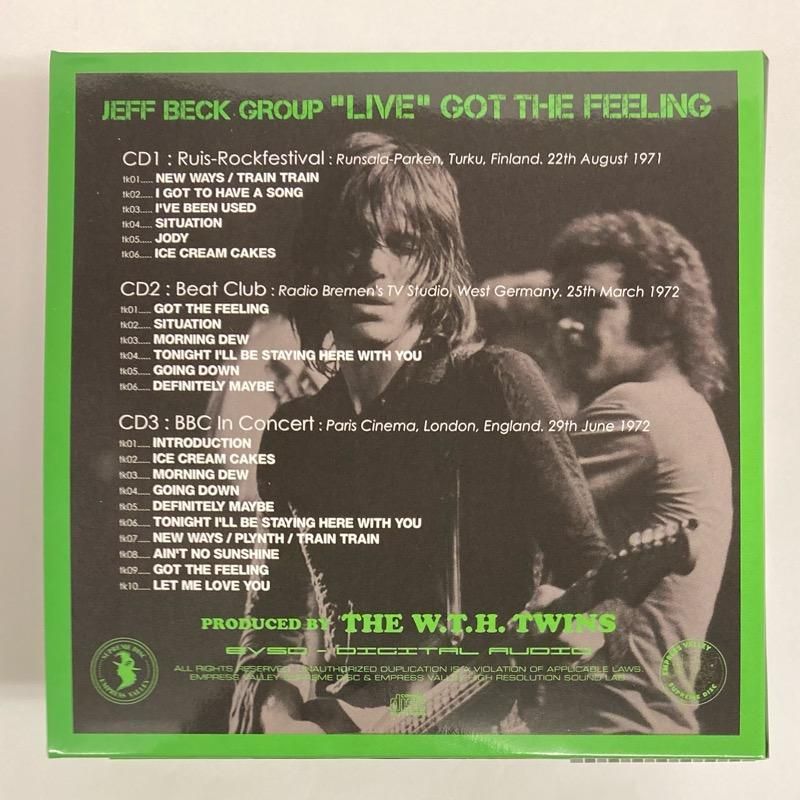 JEFF BECK GROUP "LIVE" GOT THE FEELING
CD1 : Ruis-Rockfestival : Runsala-Parken, Turku, Finland. 22th August 1971
tk01..... NEW WAYS / TRAIN TRAIN
tk02..... I GOT TO HAVE A SONG
tk03..... I'VE BEEN USED
tk04..... SITUATION
tk05..... JODY
tk06..... ICE CREAM CAKES
CD2 : Beat Club : Radio Bremen's TV Studio, West Germany. 25th March 1972
tk01..... GOT THE FEELING
tk02..... SITUATION
tk03..... MORNING DEW
tk04..... TONIGHT I'LL BE STAYING HERE WITH YOU
tk05..... GOING DOWN
tk06..... DEFINITELY MAYBE
CD3 : BBC In Concert : Paris Cinema, London, England. 29th June 1972
tk01..... INTRODUCTION
tk02..... ICE CREAM CAKES
tk03..... MORNING DEW
tk04..... GOING DOWN
tk05..... DEFINITELY MAYBE
tk06..... TONIGHT I'LL BE STAYING HERE WITH YOU
tk07..... NEW WAYS / PLYNTH / TRAIN TRAIN
tk08..... AIN'T NO SUNSHINE
tk09..... GOT THE FEELING
tk10..... LET ME LOVE YOU
PRODUCED BY THE W.T.H. TWINS
EVSD - DIGITAL AUDIO
SUPREME DISC
EMPRESS VALLEY
ALL RIGHTS RESERVED. UNAUTHORIZED DUPLICATION IS A VIOLATION OF APPLICABLE LAWS.
EMPRESS VALLEY SUPREME DISC & EMPRESS VALLEY HIGH RESOLUTION SOUND LAB.
EMPRESS VALLEY
SUPREME DISC